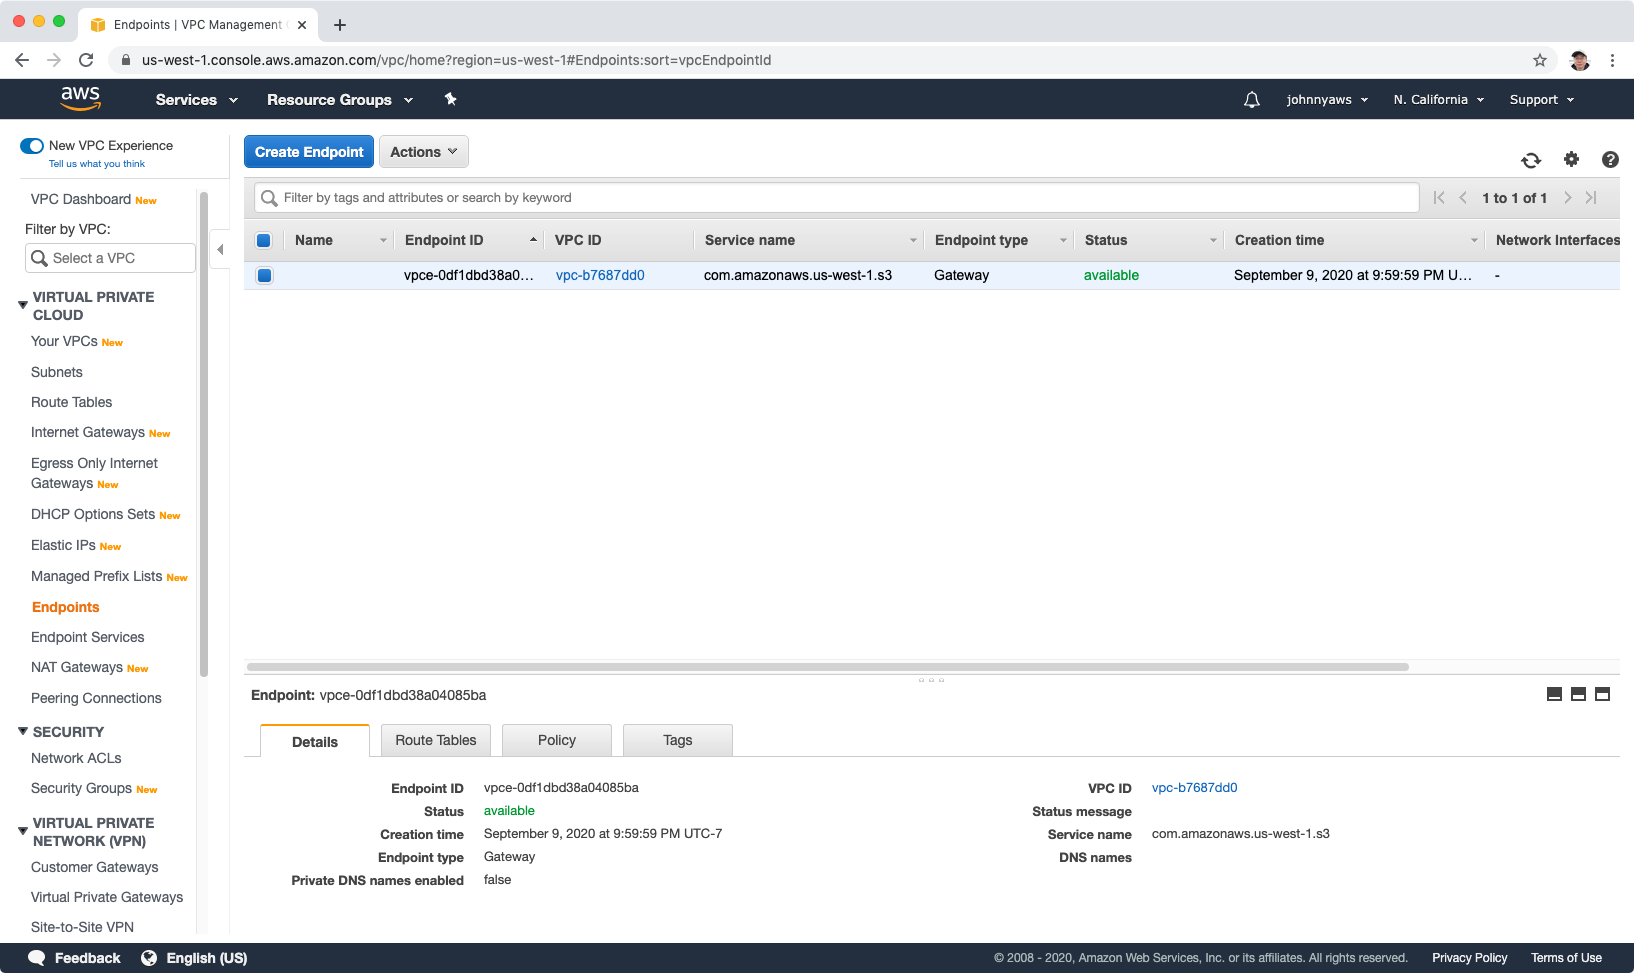 Endpoints | VPC Management
us-west-1.console.aws.amazon.com/vpc/home?region=us-west-1#Endpoints:sort=vpcEndpointId
aws
Services
Resource Groups
johnnyaws
N. California
Support
New VPC Experience
Tell us what you think
VPC Dashboard New
Filter by VPC:
Select a VPC
VIRTUAL PRIVATE
CLOUD
Your VPCs New
Subnets
Route Tables
Internet Gateways New
Egress Only Internet
Gateways New
DHCP Options Sets New
Elastic IPs New
Managed Prefix Lists New
Endpoints
Endpoint Services
NAT Gateways New
Peering Connections
SECURITY
Network ACLs
Security Groups New
VIRTUAL PRIVATE
NETWORK (VPN)
Customer Gateways
Virtual Private Gateways
Site-to-Site VPN
Create Endpoint
Actions
Filter by tags and attributes or search by keyword
1 to 1 of 1
Name Endpoint ID VPC ID Service name Endpoint type Status Creation time Network Interfaces
vpce-0df1dbd38a0... vpc-b7687dd0 com.amazonaws.us-west-1.s3 Gateway available September 9, 2020 at 9:59:59 PM U... -
Endpoint: vpce-0df1dbd38a04085ba
Details
Route Tables
Policy
Tags
Endpoint ID vpce-0df1dbd38a04085ba
Status available
Creation time September 9, 2020 at 9:59:59 PM UTC-7
Endpoint type Gateway
Private DNS names enabled false
VPC ID vpc-b7687dd0
Status message
Service name com.amazonaws.us-west-1.s3
DNS names
Feedback
English (US)
© 2008 - 2020, Amazon Web Services, Inc. or its affiliates. All rights reserved.
Privacy Policy
Terms of Use